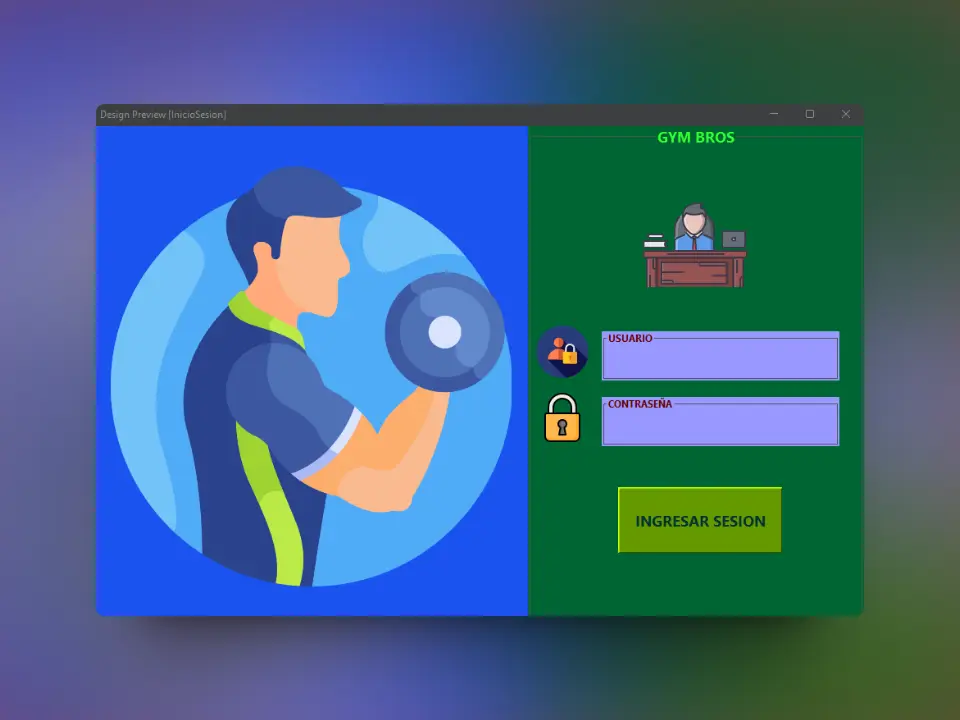 Design Preview [InicioSesion]
GYM BROS
USUARIO
CONTRASEÑA
INGRESAR SESION